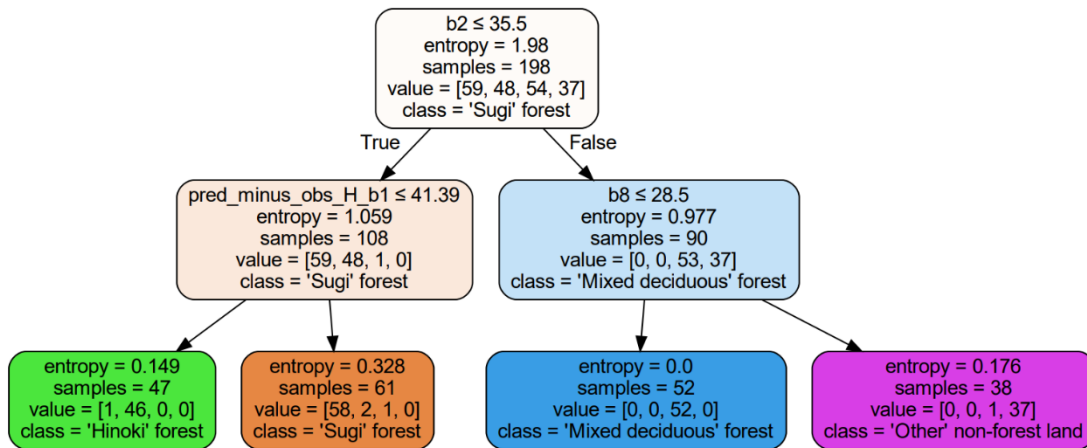 b2 ≤ 35.5
entropy = 1.98
samples = 198
value = [59, 48, 54, 37]
class = 'Sugi' forest
True
False
pred_minus_obs_H_b1 ≤ 41.39
entropy = 1.059
samples = 108
value = [59, 48, 1, 0]
class = 'Sugi' forest
b8 ≤ 28.5
entropy = 0.977
samples = 90
value = [0, 0, 53, 37]
class = 'Mixed deciduous' forest
entropy = 0.149
samples = 47
value = [1, 46, 0, 0]
class = 'Hinoki' forest
entropy = 0.328
samples = 61
value = [58, 2, 1, 0]
class = 'Sugi' forest
entropy = 0.0
samples = 52
value = [0, 0, 52, 0]
class = 'Mixed deciduous' forest
entropy = 0.176
samples = 38
value = [0, 0, 1, 37]
class = 'Other' non-forest land